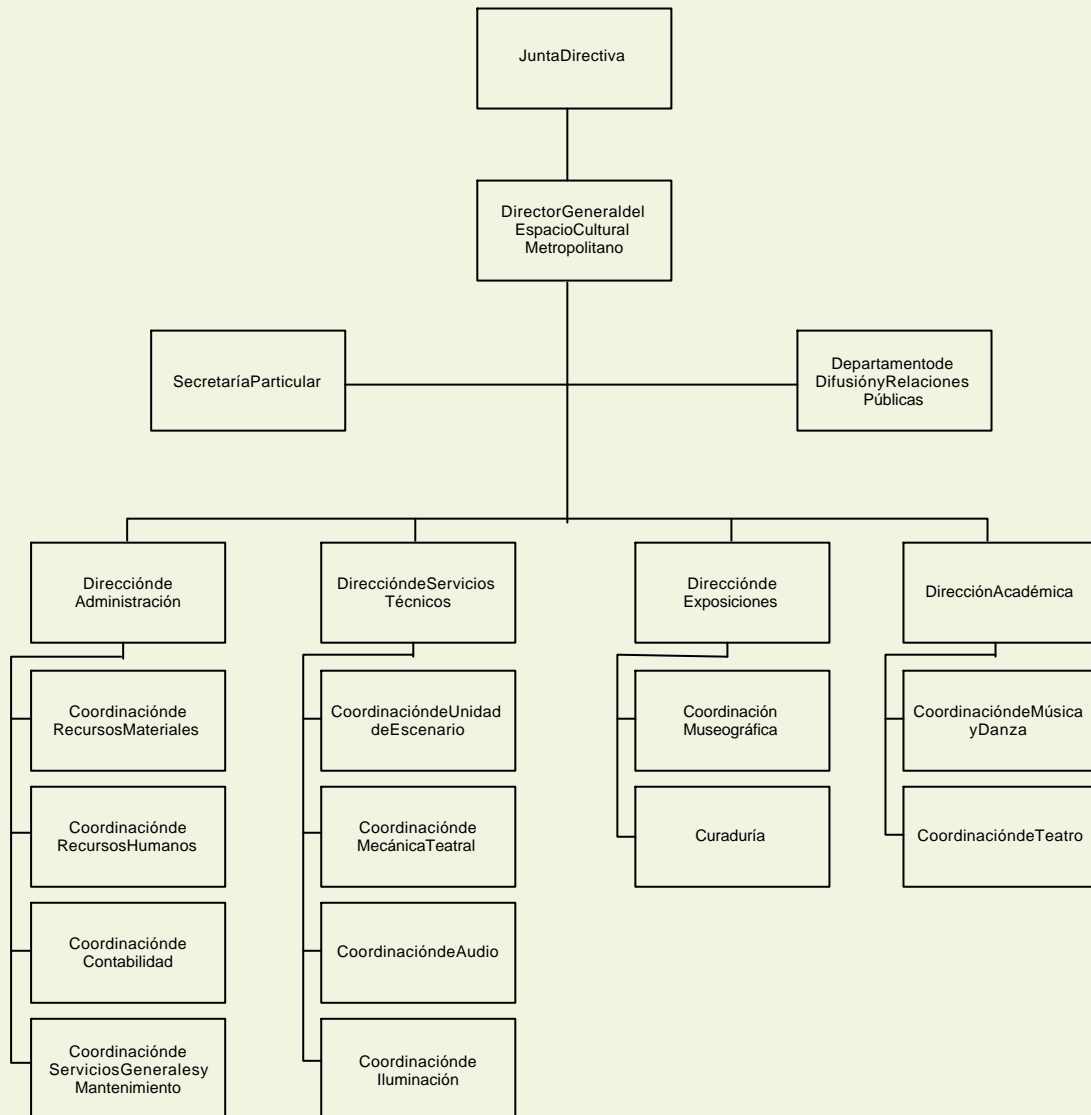 JuntaDirectiva
DirectorGeneraldel
EspacioCultural
Metropolitano
SecretaríaParticular
Departamentode
DifusiónyRelaciones
Públicas
Direcciónde
Administración
DireccióndeServicios
Técnicos
Direcciónde
Exposiciones
DirecciónAcadémica
Coordinaciónde
RecursosMateriales
CoordinacióndeUnidad
deEscenario
Coordinación
Museográfica
CoordinacióndeMúsica
yDanza
Coordinaciónde
RecursosHumanos
Coordinaciónde
MecánicaTeatral
Curaduría
CoordinacióndeTeatro
Coordinaciónde
Contabilidad
CoordinacióndeAudio
Coordinaciónde
ServiciosGeneralesy
Mantenimiento
Coordinaciónde
Iluminación